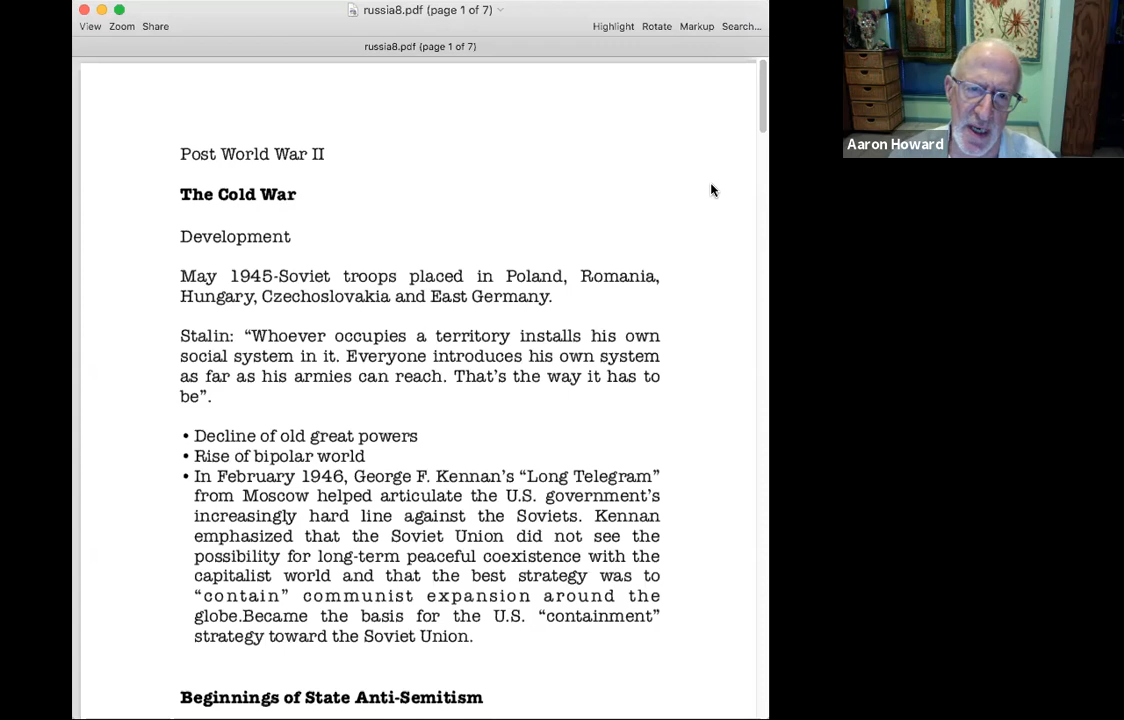 russia8.pdf (page 1 of 7)
View Zoom Share
Highlight Rotate Markup Search...
russia8.pdf (page 1 of 7)
Aaron Howard
Post World War II
The Cold War
Development
May 1945-Soviet troops placed in Poland, Romania,
Hungary, Czechoslovakia and East Germany.
Stalin: “Whoever occupies a territory installs his own
social system in it. Everyone introduces his own system
as far as his armies can reach. That’s the way it has to
be”.
• Decline of old great powers
• Rise of bipolar world
• In February 1946, George F. Kennan’s “Long Telegram”
from Moscow helped articulate the U.S. government’s
increasingly hard line against the Soviets. Kennan
emphasized that the Soviet Union did not see the
possibility for long-term peaceful coexistence with the
capitalist world and that the best strategy was to
“contain” communist expansion around the
globe.Became the basis for the U.S. “containment”
strategy toward the Soviet Union.
Beginnings of State Anti-Semitism